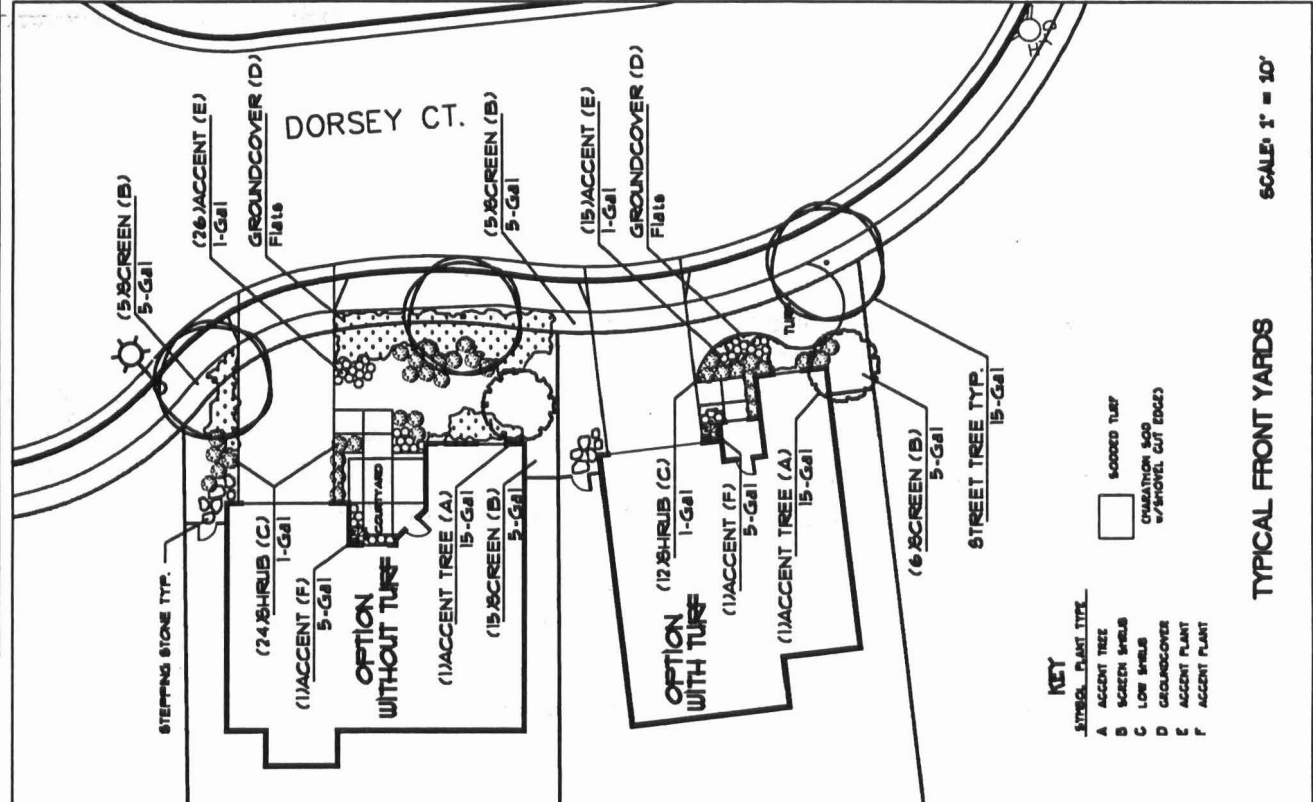 DORSEY CT.
(5)SCREEN (B)
5-Gal
(26)ACCENT (E)
1-Gal
GROUNDCOVER (D)
Flats
(5)SCREEN (B)
5-Gal
(15)ACCENT (E)
1-Gal
GROUNDCOVER (D)
Flats
STEPPING STONE TYP.
(24)SHRUB (C)
1-Gal
(1)ACCENT (F)
5-Gal
COURTYARD
OPTION
WITHOUT TURF
(1)ACCENT TREE (A)
15-Gal
(15)SCREEN (B)
5-Gal
TURF
(12)SHRUB (C)
1-Gal
(1)ACCENT (F)
5-Gal
OPTION
WITH TURF
(1)ACCENT TREE (A)
15-Gal
(6)SCREEN (B)
5-Gal
STREET TREE TYP.
15-Gal
KEY
SYMBOL PLANT TYPE
A ACCENT TREE
B SCREEN SHRUB
C LOW SHRUB
D GROUNDCOVER
E ACCENT PLANT
F ACCENT PLANT
SODDED TURF
(MARATHON SOD
W/SHOVEL CUT EDGES)
TYPICAL FRONT YARDS
SCALE: 1" = 10'